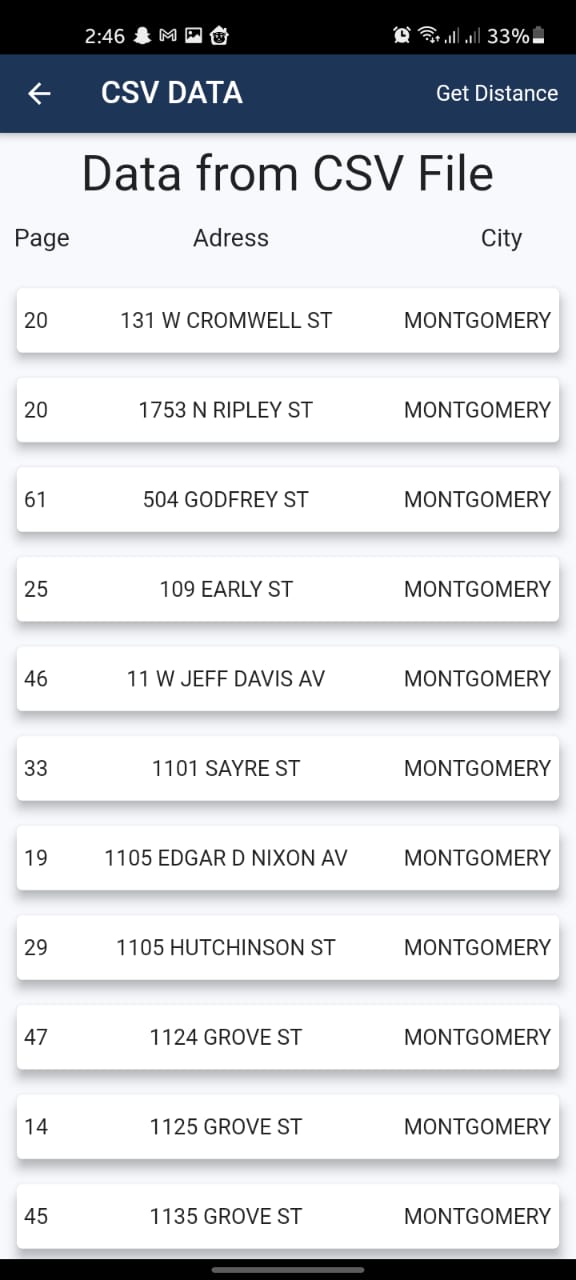 2:46 33%
CSV DATA Get Distance
Data from CSV File
Page Adress City
20 131 W CROMWELL ST MONTGOMERY
20 1753 N RIPLEY ST MONTGOMERY
61 504 GODFREY ST MONTGOMERY
25 109 EARLY ST MONTGOMERY
46 11 W JEFF DAVIS AV MONTGOMERY
33 1101 SAYRE ST MONTGOMERY
19 1105 EDGAR D NIXON AV MONTGOMERY
29 1105 HUTCHINSON ST MONTGOMERY
47 1124 GROVE ST MONTGOMERY
14 1125 GROVE ST MONTGOMERY
45 1135 GROVE ST MONTGOMERY